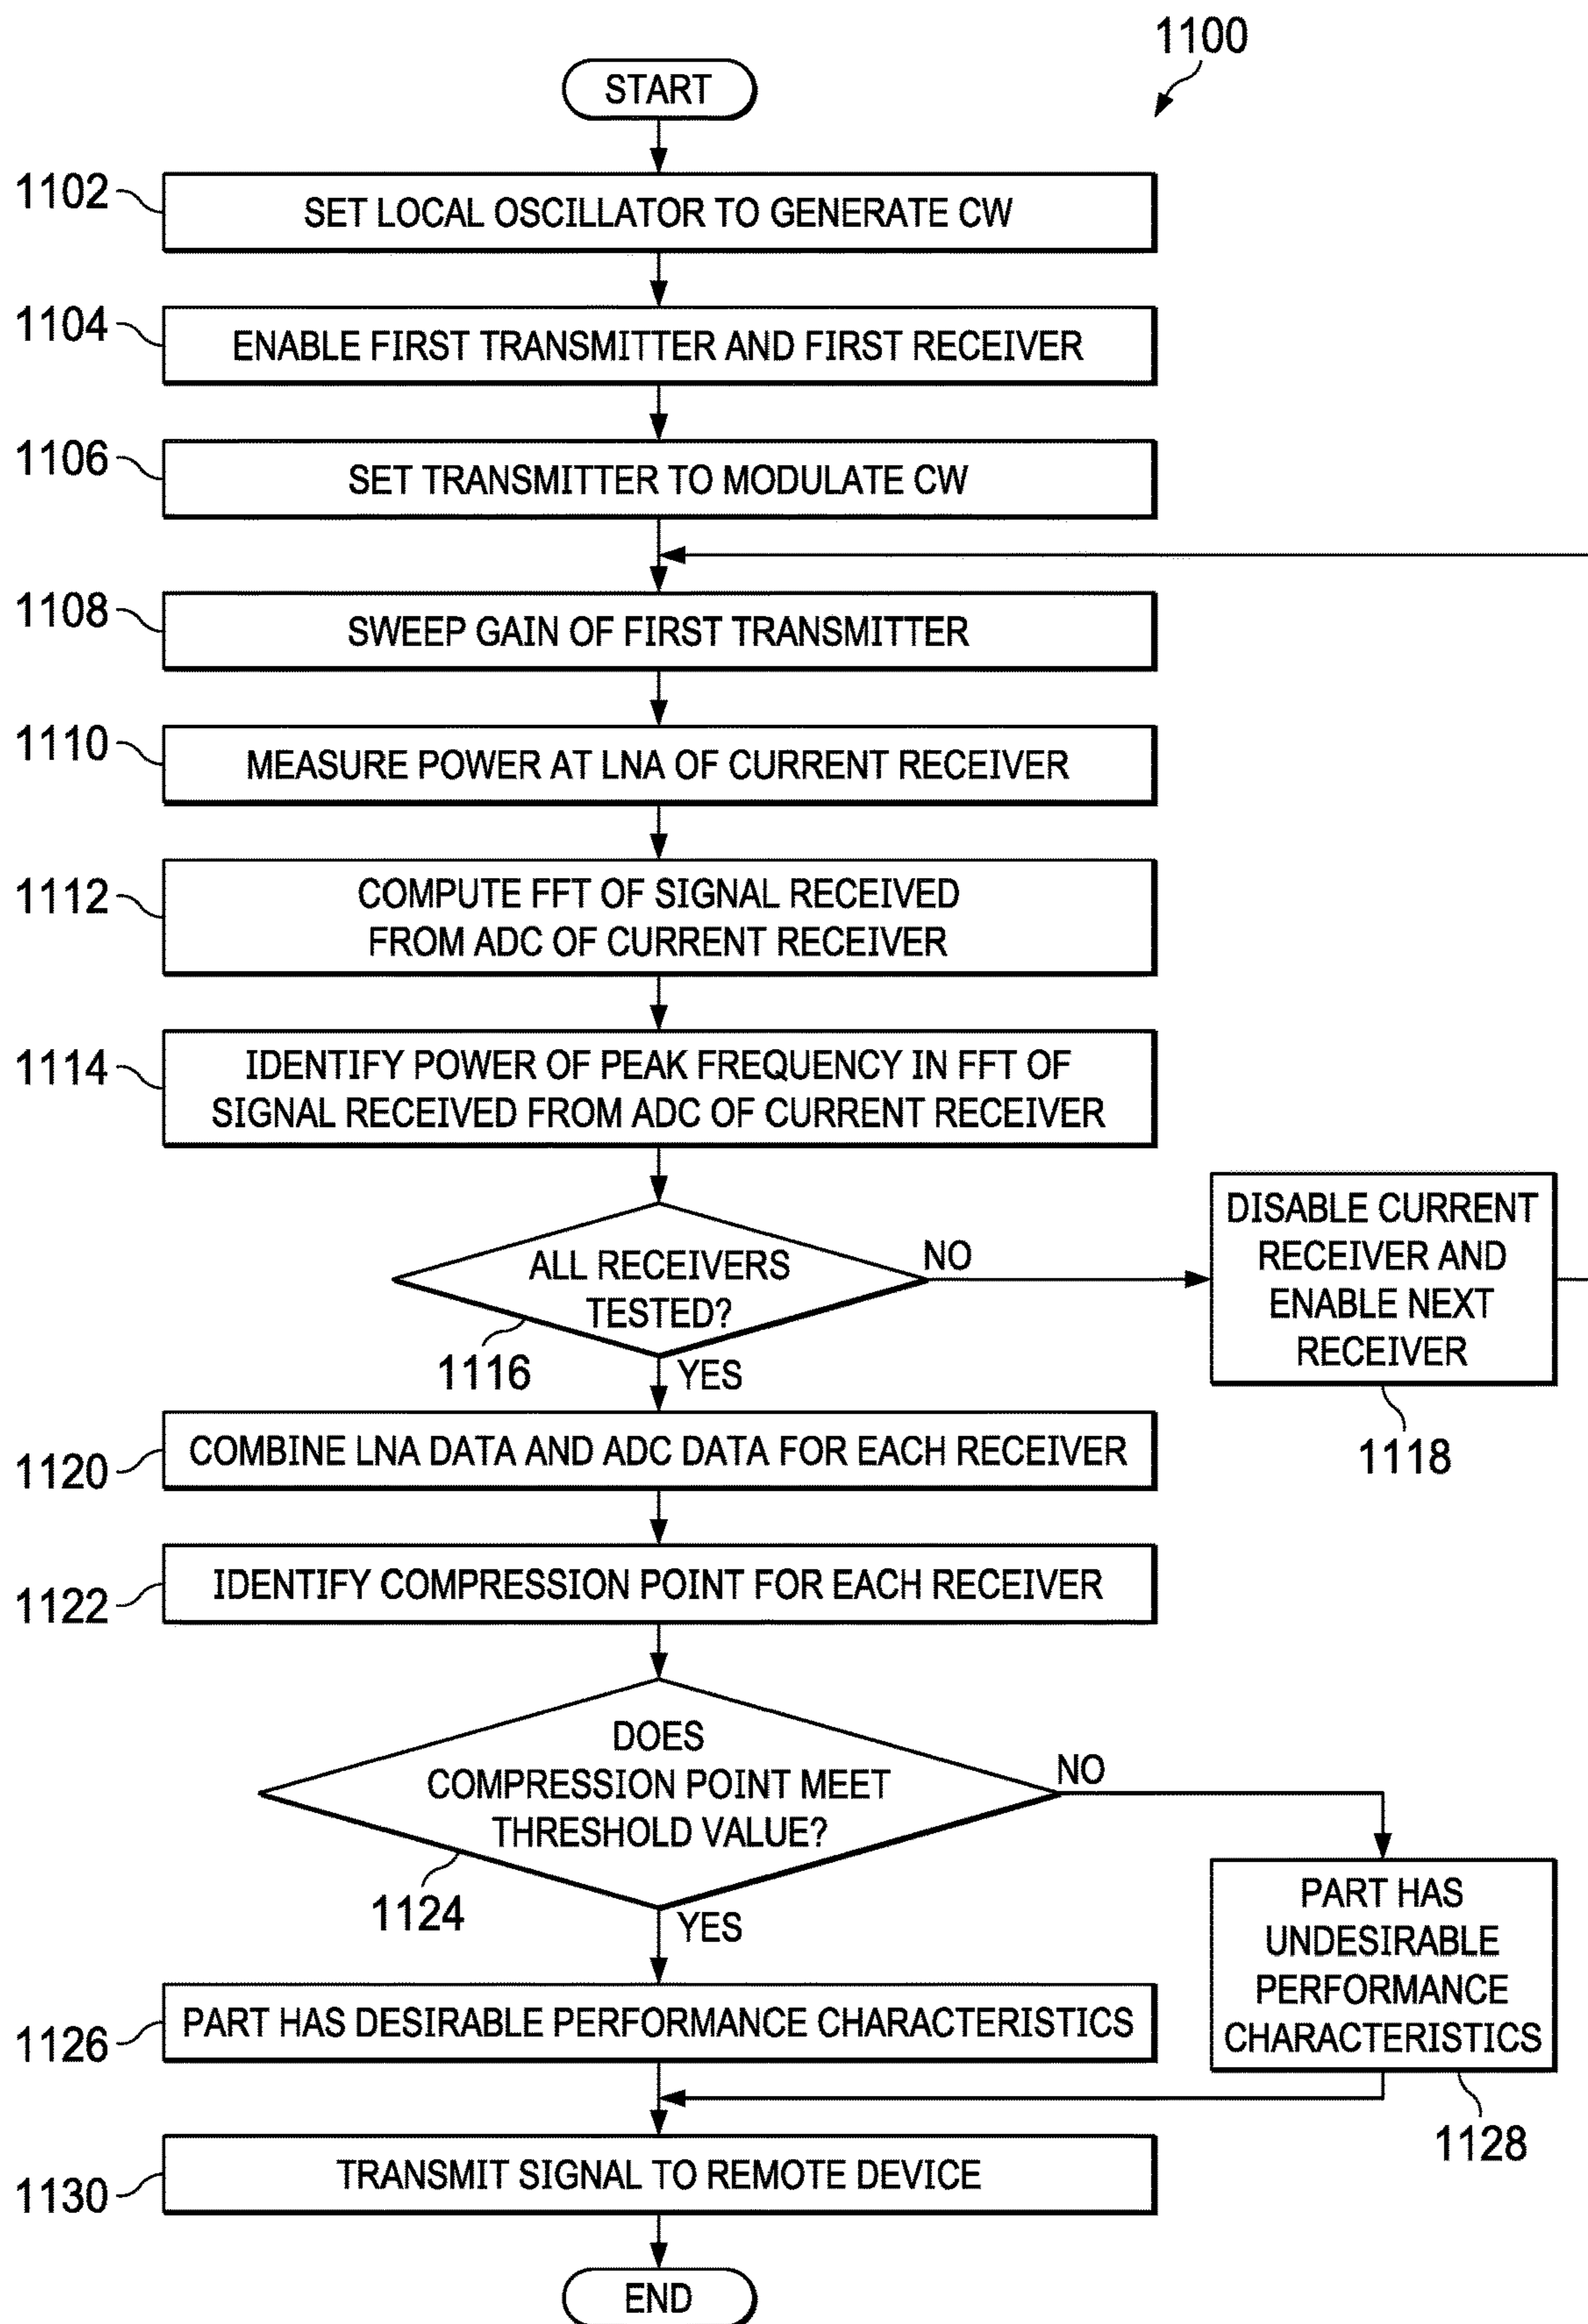 1100
START
1102
SET LOCAL OSCILLATOR TO GENERATE CW
1104
ENABLE FIRST TRANSMITTER AND FIRST RECEIVER
1106
SET TRANSMITTER TO MODULATE CW
1108
SWEEP GAIN OF FIRST TRANSMITTER
1110
MEASURE POWER AT LNA OF CURRENT RECEIVER
1112
COMPUTE FFT OF SIGNAL RECEIVED
FROM ADC OF CURRENT RECEIVER
1114
IDENTIFY POWER OF PEAK FREQUENCY IN FFT OF
SIGNAL RECEIVED FROM ADC OF CURRENT RECEIVER
ALL RECEIVERS
TESTED?
1116
NO
YES
DISABLE CURRENT
RECEIVER AND
ENABLE NEXT
RECEIVER
1118
1120
COMBINE LNA DATA AND ADC DATA FOR EACH RECEIVER
1122
IDENTIFY COMPRESSION POINT FOR EACH RECEIVER
DOES
COMPRESSION POINT MEET
THRESHOLD VALUE?
1124
NO
YES
1126
PART HAS DESIRABLE PERFORMANCE CHARACTERISTICS
PART HAS
UNDESIRABLE
PERFORMANCE
CHARACTERISTICS
1128
1130
TRANSMIT SIGNAL TO REMOTE DEVICE
END